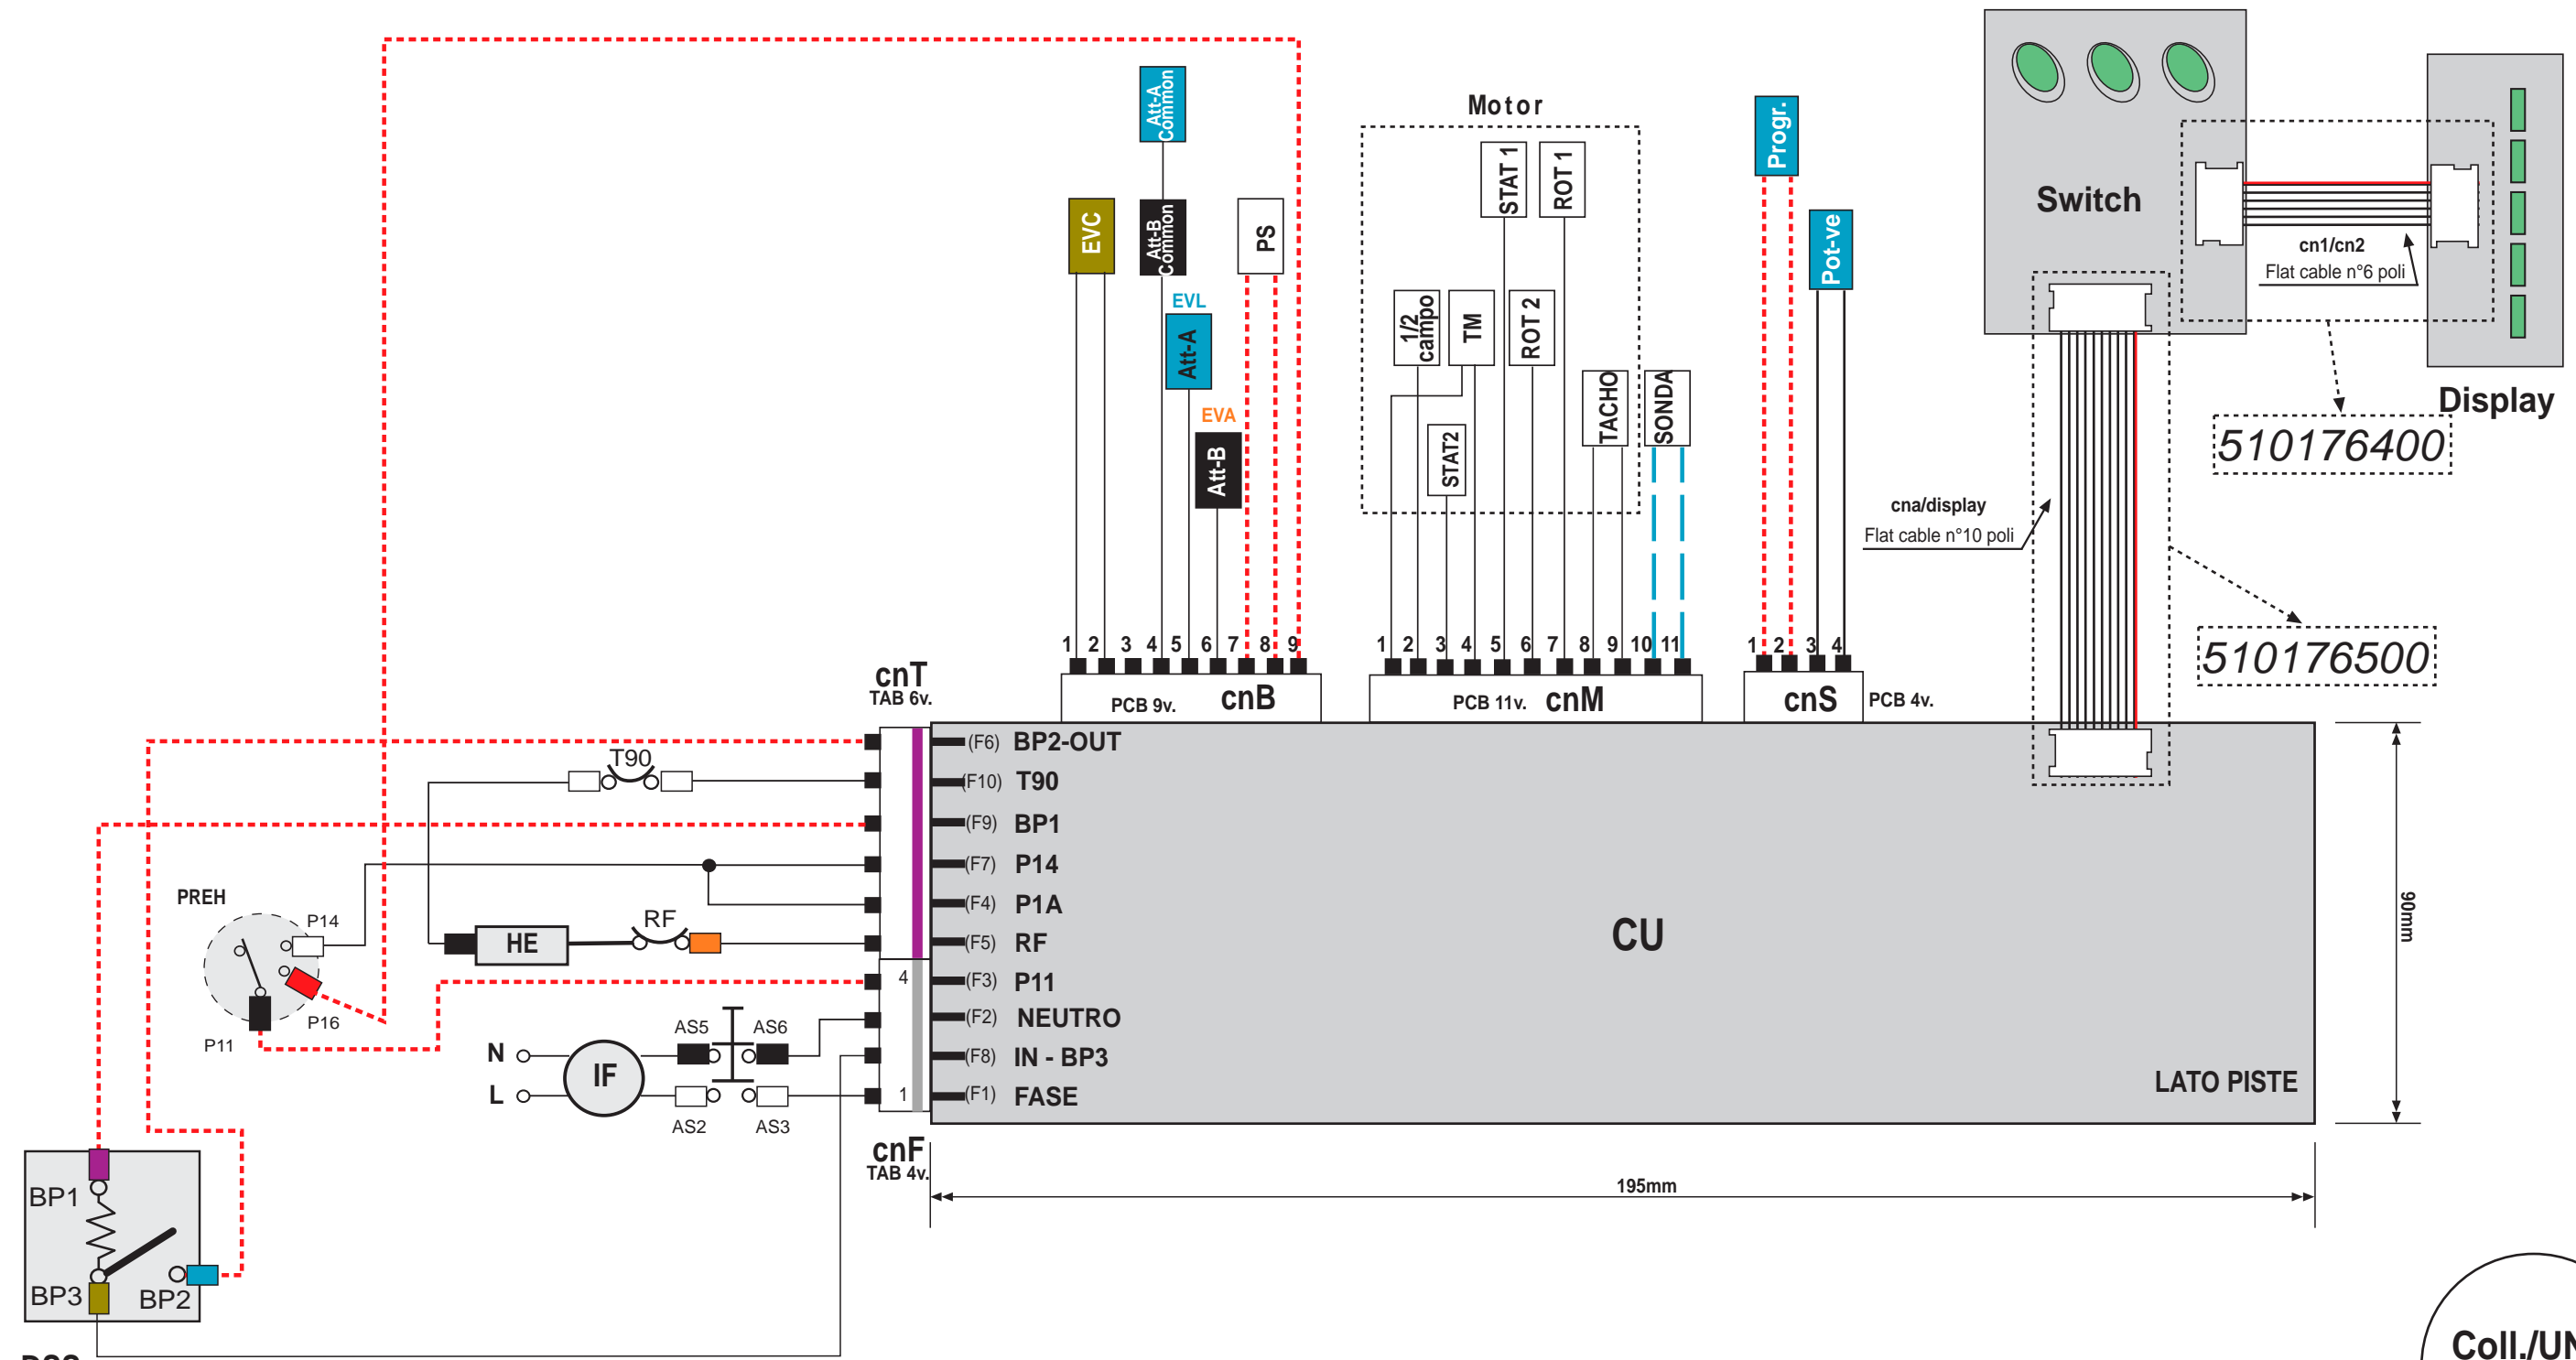 Att-A
Common
Motor
Progr.
EVC
Att-B
Common
PS
STAT 1
ROT 1
Switch
Pot-ve
cn1/cn2
Flat cable n°6 poli
EVL
Att-A
1/2
campo
TM
ROT 2
TACHO
SONDA
Display
EVA
Att-B
STAT2
510176400
cna/display
Flat cable n°10 poli
1 2 3 4 5 6 7 8 9
1 2 3 4 5 6 7 8 9 10 11
1 2 3 4
510176500
cnT
TAB 6v.
PCB 9v. cnB
PCB 11v. cnM
cnS PCB 4v.
(F6) BP2-OUT
T90
(F10) T90
(F9) BP1
(F7) P14
PREH
P14
(F4) P1A
RF
HE
(F5) RF
CU
90mm
4 (F3) P11
P16
P11
AS5 AS6
(F2) NEUTRO
N
IF
(F8) IN - BP3
L
1 (F1) FASE
LATO PISTE
AS2 AS3
cnF
TAB 4v.
195mm
BP1
BP3 BP2
Coll./UN